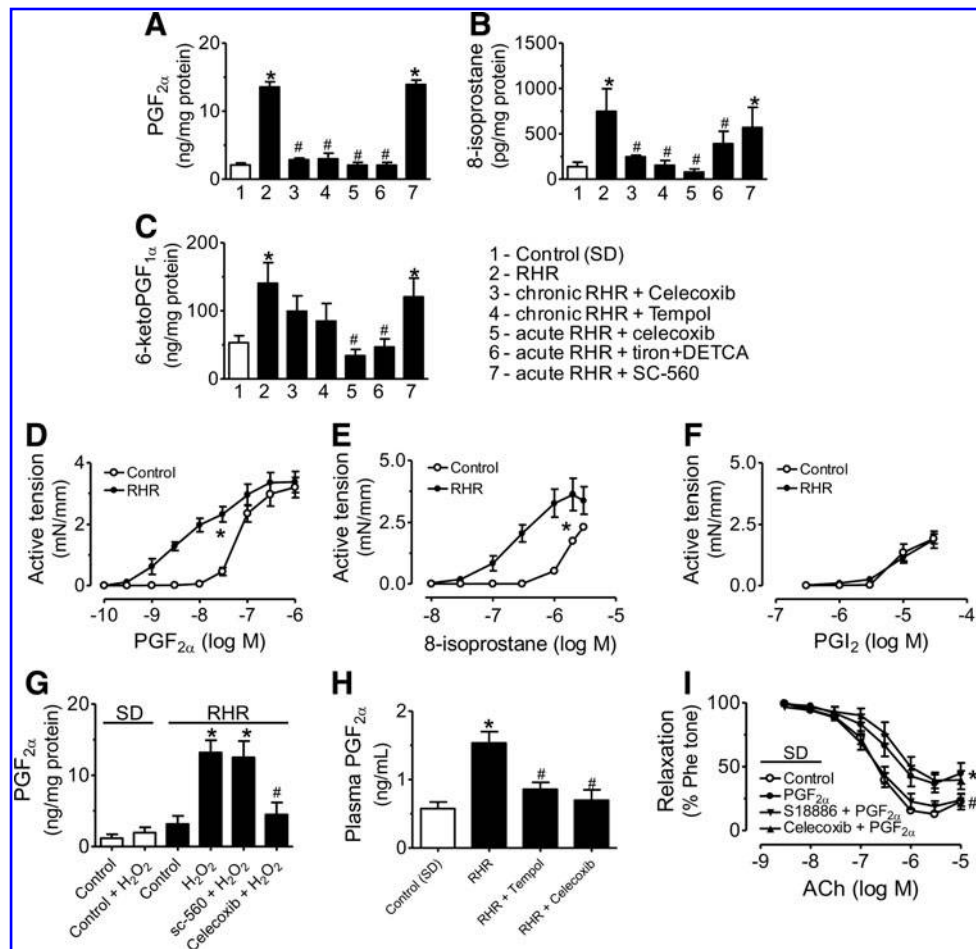 A
PGF2α
(ng/mg protein)
20
10
0
*
#
#
#
#
*
1 2 3 4 5 6 7
B
8-isoprostane
(pg/mg protein)
1500
1000
500
0
*
#
#
#
#
*
1 2 3 4 5 6 7
C
6-ketoPGF1α
(ng/mg protein)
200
100
0
*
#
#
*
1 2 3 4 5 6 7
1 - Control (SD)
2 - RHR
3 - chronic RHR + Celecoxib
4 - chronic RHR + Tempol
5 - acute RHR + celecoxib
6 - acute RHR + tiron+DETCA
7 - acute RHR + SC-560
D
Active tension
(mN/mm)
4
2
0
Control
RHR
*
-10 -9 -8 -7 -6
PGF2α (log M)
E
Active tension
(mN/mm)
5.0
2.5
0.0
Control
RHR
*
-8 -7 -6 -5
8-isoprostane (log M)
F
Active tension
(mN/mm)
5.0
2.5
0.0
Control
RHR
-7 -6 -5 -4
PGI2 (log M)
G
PGF2α
(ng/mg protein)
20
10
0
SD
RHR
*
*
#
Control
Control + H2O2
Control
H2O2
sc-560 + H2O2
Celecoxib + H2O2
H
Plasma PGF2α
(ng/mL)
2
1
0
*
#
#
Control (SD)
RHR
RHR + Tempol
RHR + Celecoxib
I
Relaxation
(% Phe tone)
0
50
100
SD
Control
PGF2α
S18886 + PGF2α
Celecoxib + PGF2α
*
#
-9 -8 -7 -6 -5
ACh (log M)